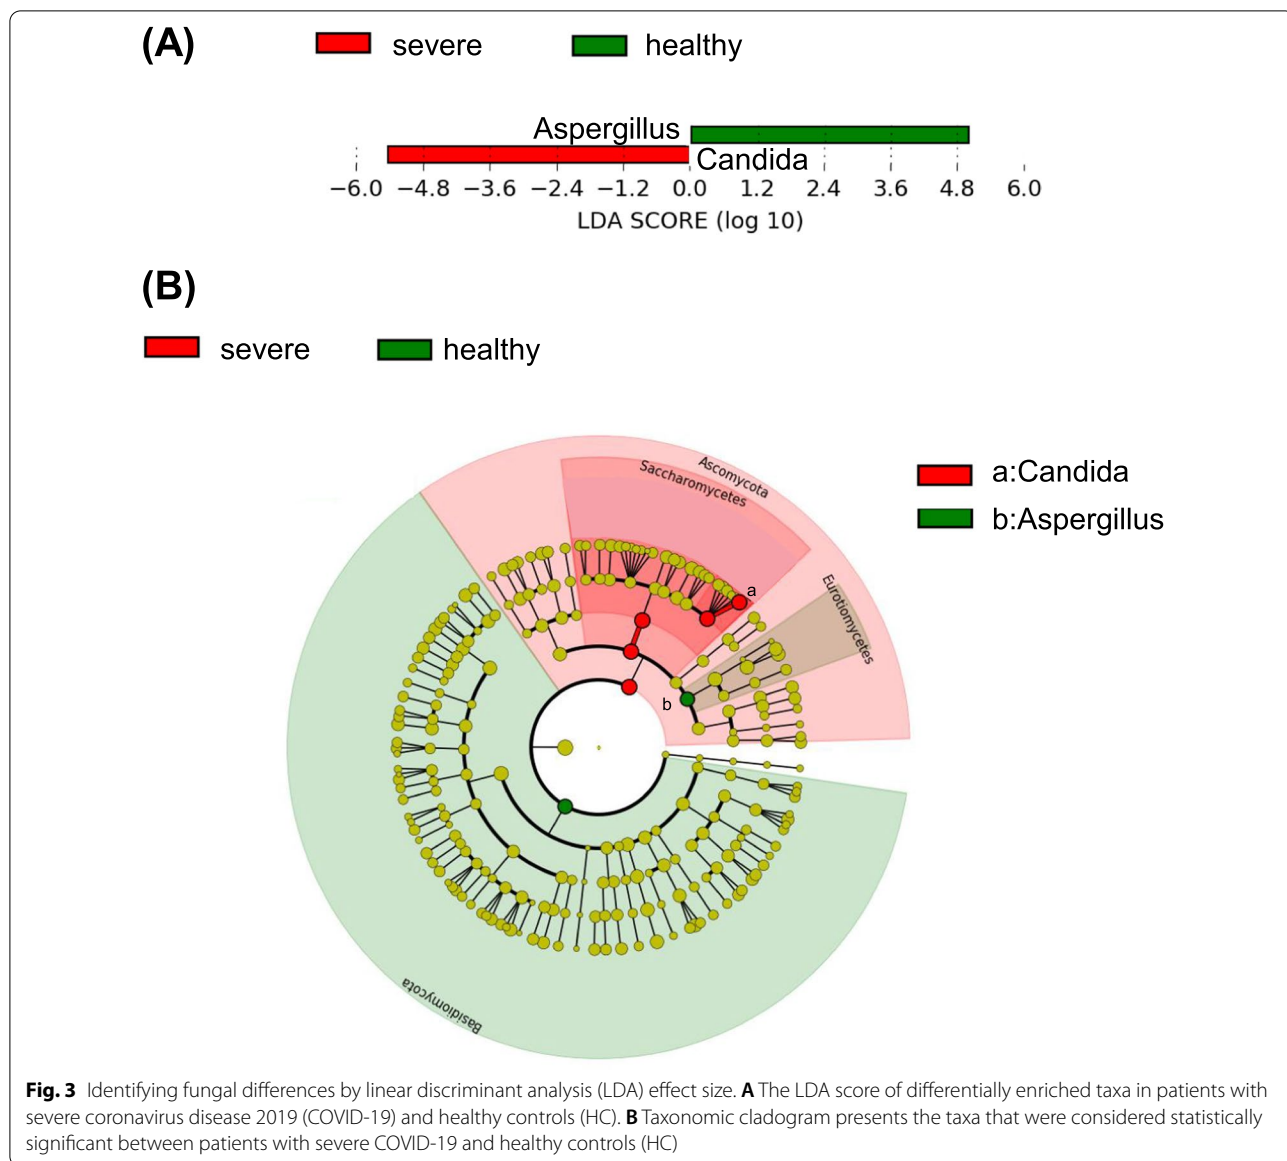 (A)
severe healthy
Aspergillus
Candida
−6.0 −4.8 −3.6 −2.4 −1.2 0.0 1.2 2.4 3.6 4.8 6.0
LDA SCORE (log 10)
(B)
severe healthy
Ascomycota
Saccharomycetes
a:Candida
b:Aspergillus
Eurotiomycetes
a
b
Basidiomycota
Fig. 3 Identifying fungal differences by linear discriminant analysis (LDA) effect size. A The LDA score of differentially enriched taxa in patients with
severe coronavirus disease 2019 (COVID-19) and healthy controls (HC). B Taxonomic cladogram presents the taxa that were considered statistically
significant between patients with severe COVID-19 and healthy controls (HC)